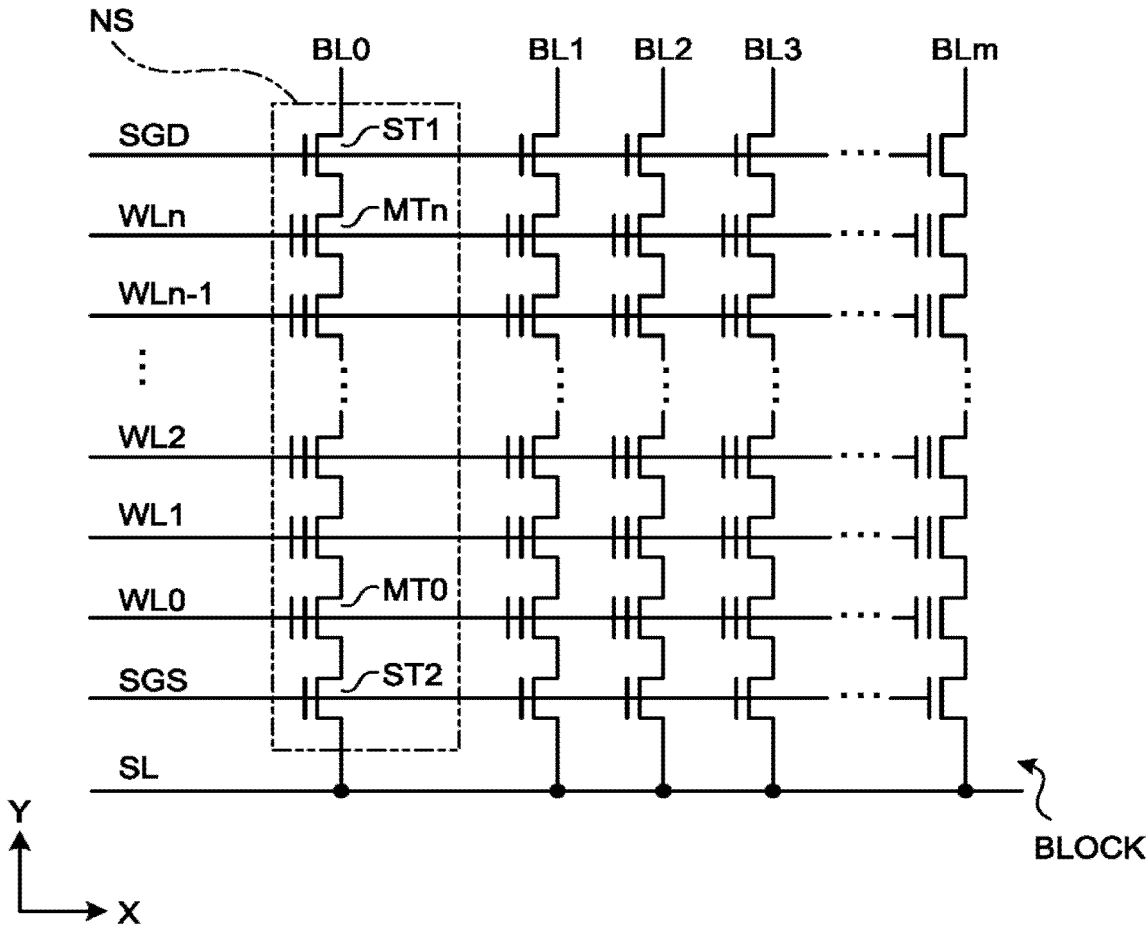 NS
BL0 BL1 BL2 BL3 BLm
SGD ST1
WLn MTn
WLn-1
WL2
WL1
WL0 MT0
SGS ST2
SL
BLOCK
Y
X